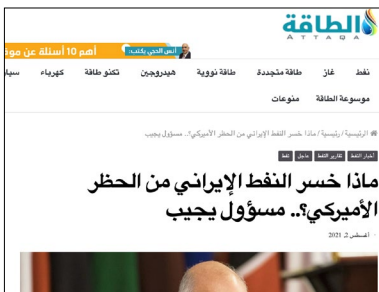 الطاقة
ATTAQA
أنس الحجي يكتب:
أهم 10 أسئلة عن موق
نفط غاز طاقة متجددة طاقة نووية هيدروجين تكنو طاقة كهرباء سيار
موسوعة الطاقة منوعات
الرئيسية / رئيسية / ماذا خسر النفط الإيراني من الحظر الأميركي؟.. مسؤول يجيب
أخبار النفط تقارير النفط عاجل نفط
ماذا خسر النفط الإيراني من الحظر
الأميركي؟.. مسؤول يجيب
أغسطس 2, 2021